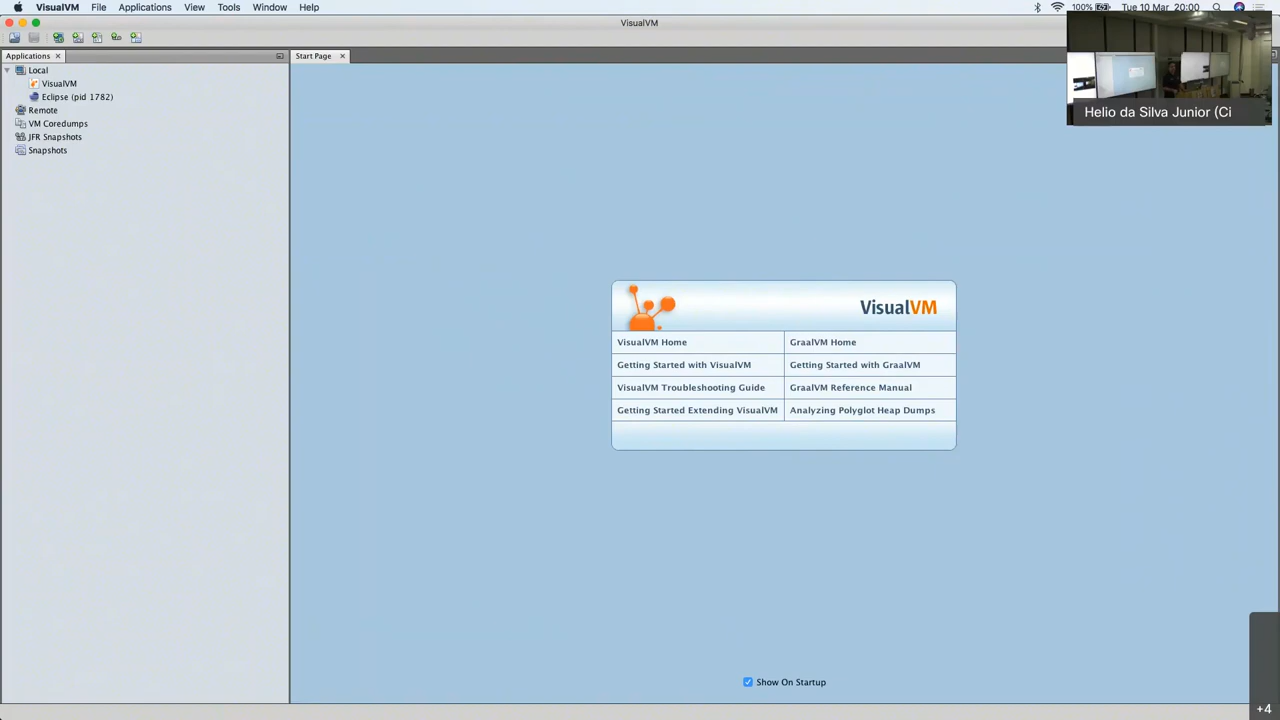 VisualVM File Applications View Tools Window Help 100% Tue 10 Mar 20:00
VisualVM
Applications
Start Page
Local
VisualVM
Eclipse (pid 1782)
Remote
VM Coredumps
JFR Snapshots
Snapshots
Helio da Silva Junior (Ci
VisualVM
VisualVM Home GraalVM Home
Getting Started with VisualVM Getting Started with GraalVM
VisualVM Troubleshooting Guide GraalVM Reference Manual
Getting Started Extending VisualVM Analyzing Polyglot Heap Dumps
Show On Startup
+4